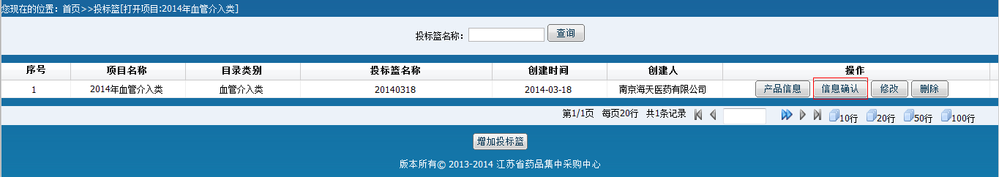 您现在的位置：首页>>投标篮[打开项目:2014年血管介入类]
投标篮名称： 查询
序号 项目名称 目录类别 投标篮名称 创建时间 创建人 操作
1 2014年血管介入类 血管介入类 20140318 2014-03-18 南京海天医药有限公司 产品信息 信息确认 修改 删除
第1/1页 每页20行 共1条记录 10行 20行 50行 100行
增加投标篮
版本所有© 2013-2014 江苏省药品集中采购中心